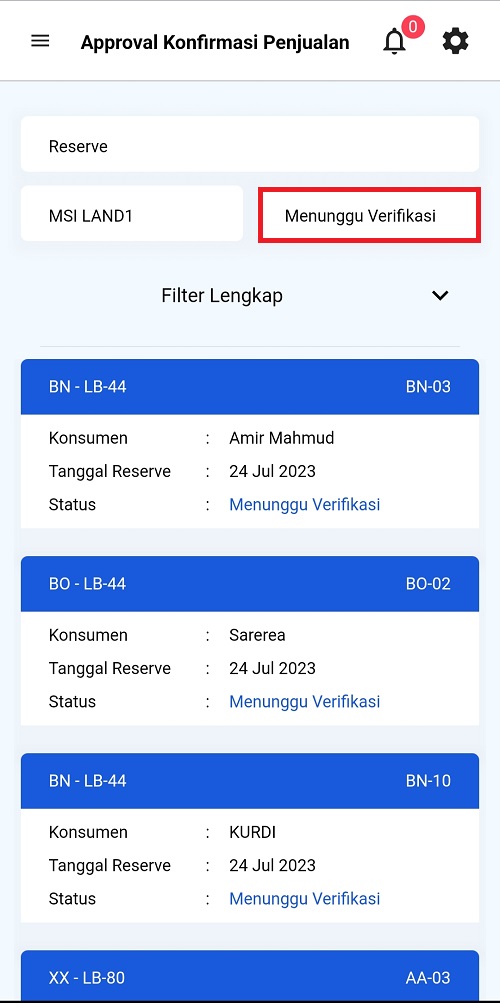 Approval Konfirmasi Penjualan
0
Reserve
MSI LAND1
Menunggu Verifikasi
Filter Lengkap
BN - LB-44 BN-03
Konsumen : Amir Mahmud
Tanggal Reserve : 24 Jul 2023
Status : Menunggu Verifikasi
BO - LB-44 BO-02
Konsumen : Sarerea
Tanggal Reserve : 24 Jul 2023
Status : Menunggu Verifikasi
BN - LB-44 BN-10
Konsumen : KURDI
Tanggal Reserve : 24 Jul 2023
Status : Menunggu Verifikasi
XX - LB-80 AA-03